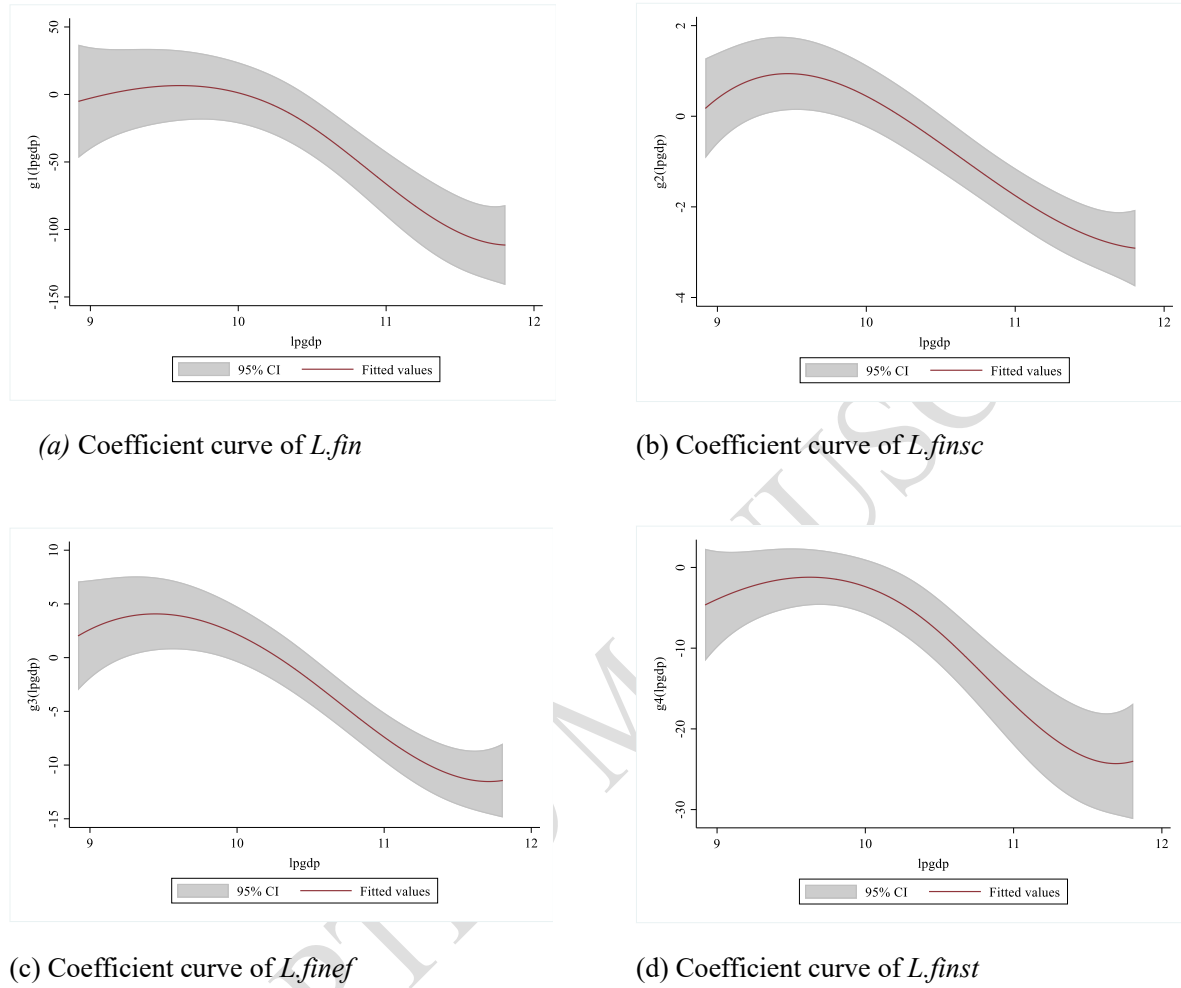 50
0
-50
-100
-150
g1(lpgdp)
9 10 11 12
lpgdp
95% CI Fitted values
(a) Coefficient curve of L.fin
2
0
-2
-4
g2(lpgdp)
9 10 11 12
lpgdp
95% CI Fitted values
(b) Coefficient curve of L.finsc
10
5
0
-5
-10
-15
g3(lpgdp)
9 10 11 12
lpgdp
95% CI Fitted values
(c) Coefficient curve of L.finef
0
-10
-20
-30
g4(lpgdp)
9 10 11 12
lpgdp
95% CI Fitted values
(d) Coefficient curve of L.finst